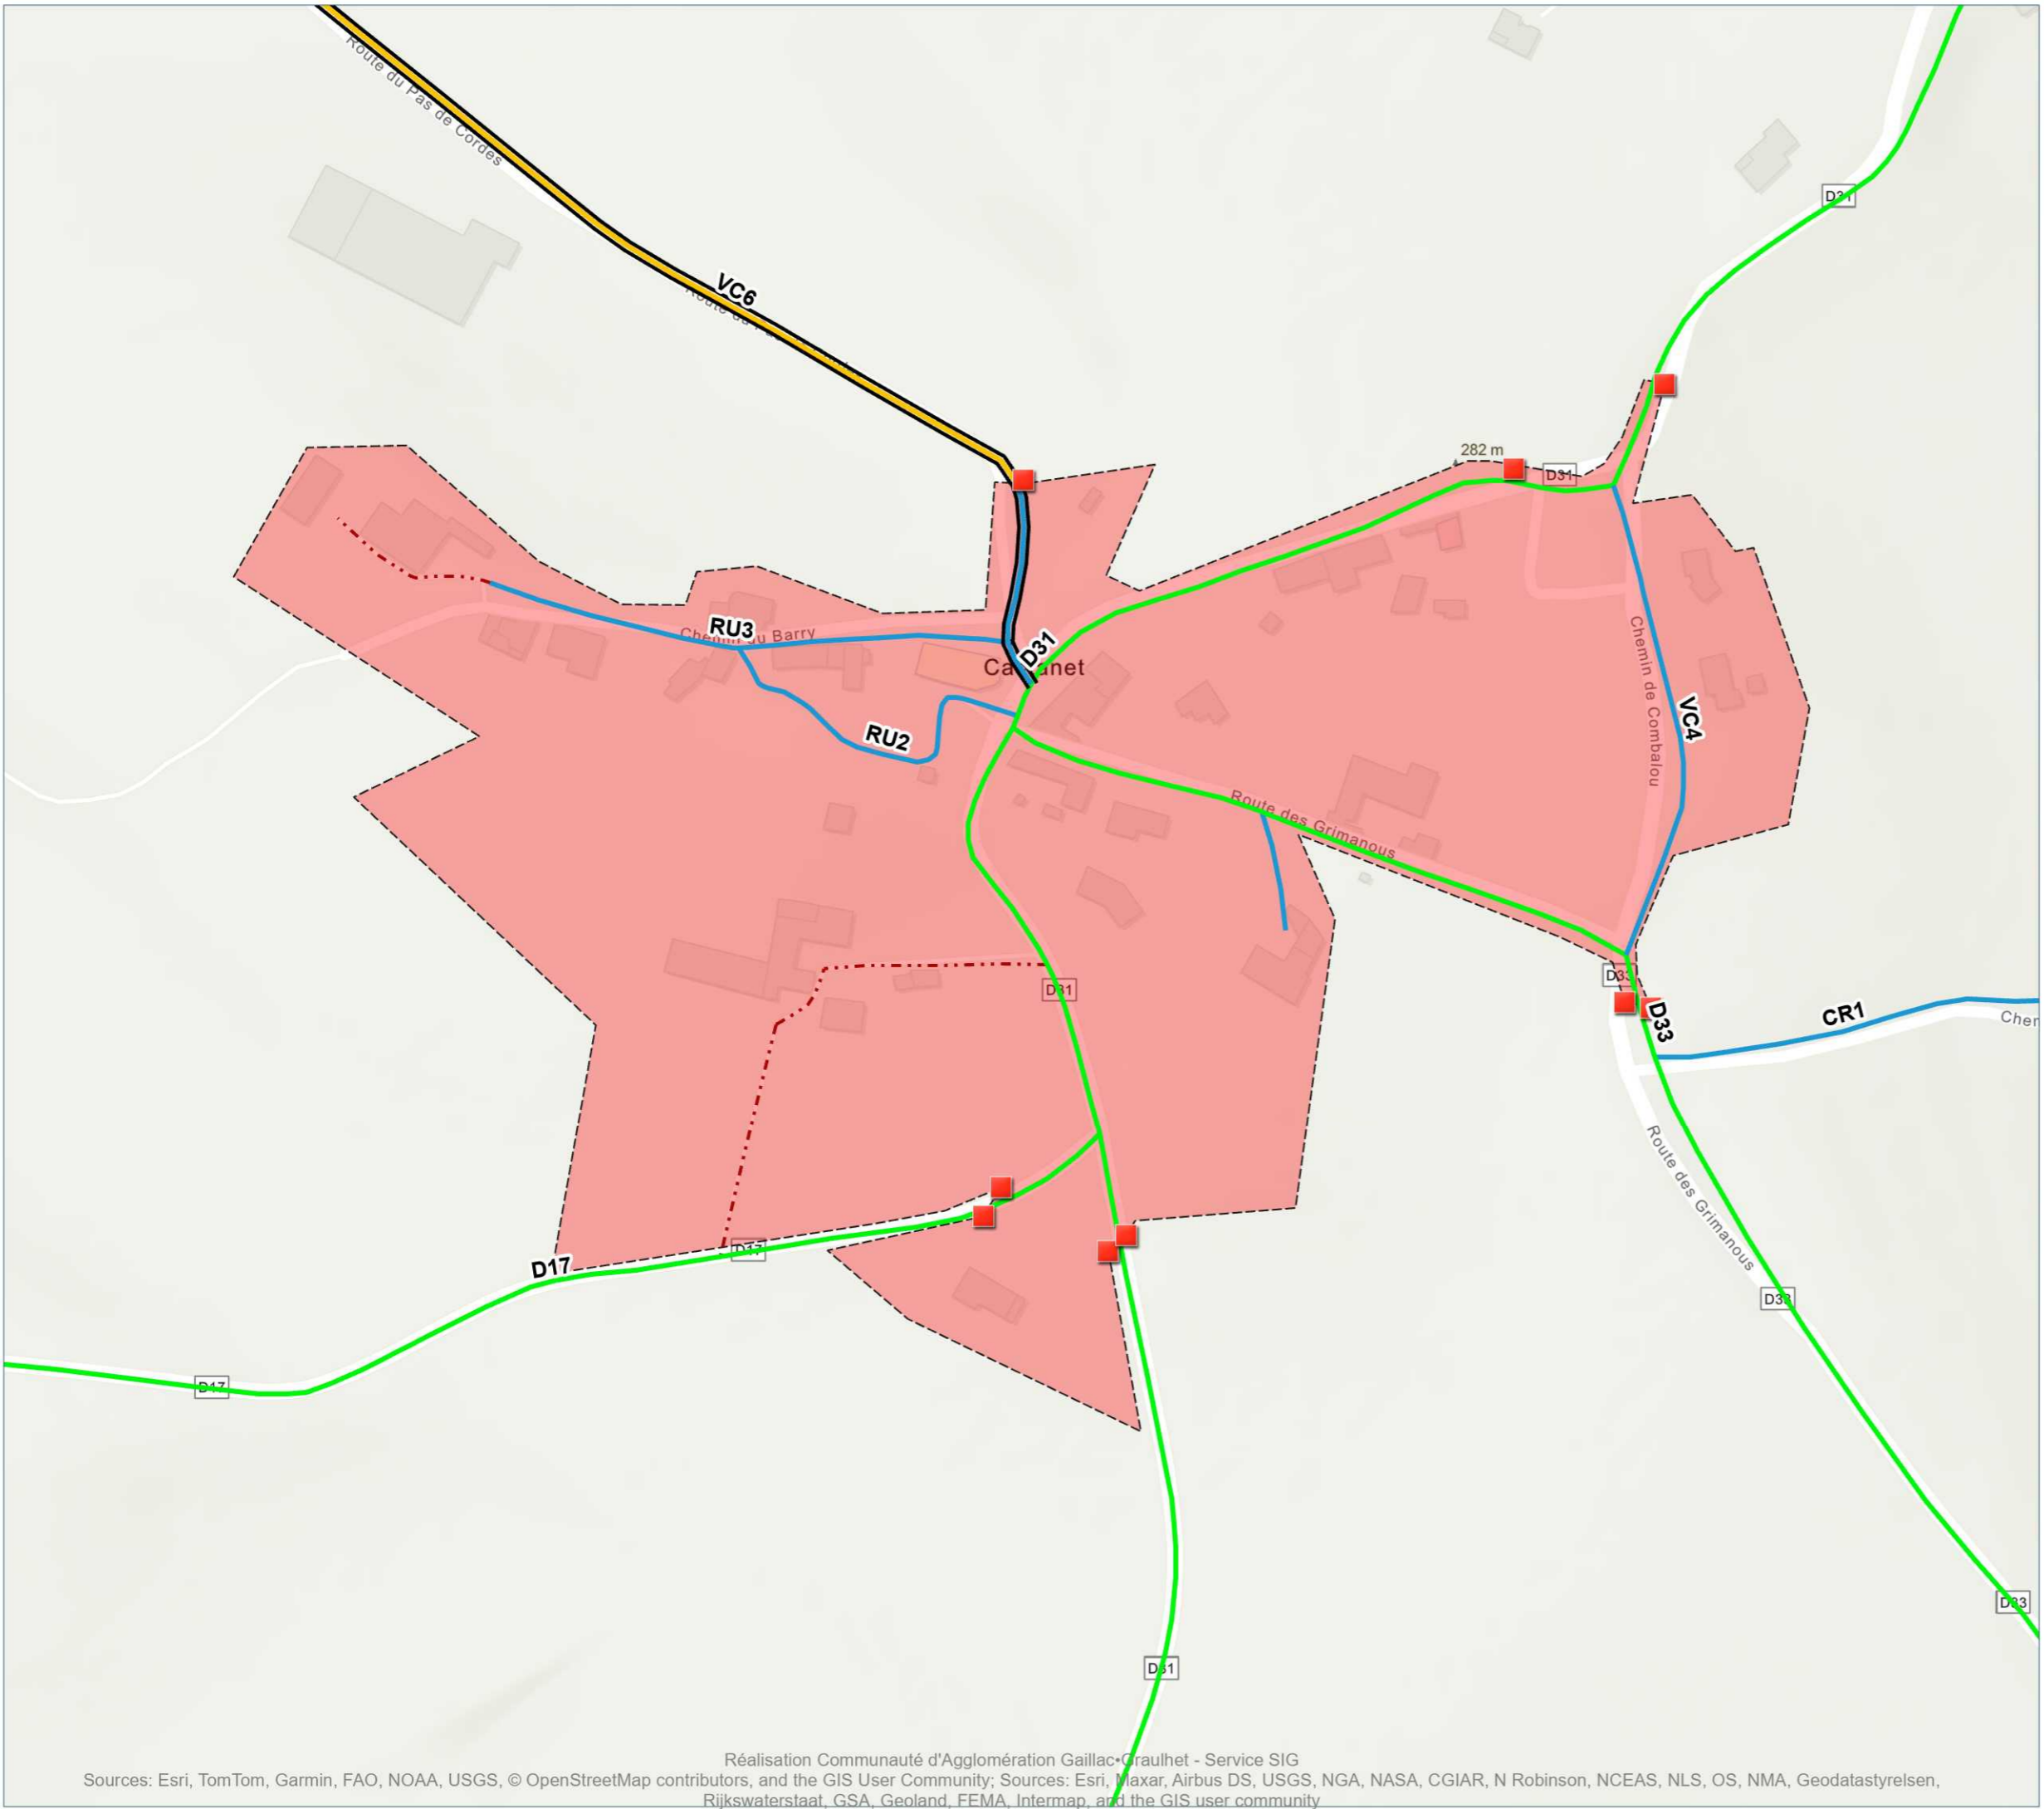 Route du Pas de Cordes
D31
VC6
282 m
D31
RU3
Chemin du Barry
D31
RU2
Chemin de Combalou
VC4
Route des Grimanous
D33
D31
D33
CR1
Cher
Route des Grimanous
D17
D17
D33
D17
D33
D31
Réalisation Communauté d'Agglomération Gaillac•Graulhet - Service SIG
Sources: Esri, TomTom, Garmin, FAO, NOAA, USGS, © OpenStreetMap contributors, and the GIS User Community; Sources: Esri, Maxar, Airbus DS, USGS, NGA, NASA, CGIAR, N Robinson, NCEAS, NLS, OS, NMA, Geodatastyrelsen,
Rijkswaterstaat, GSA, Geoland, FEMA, Intermap, and the GIS user community